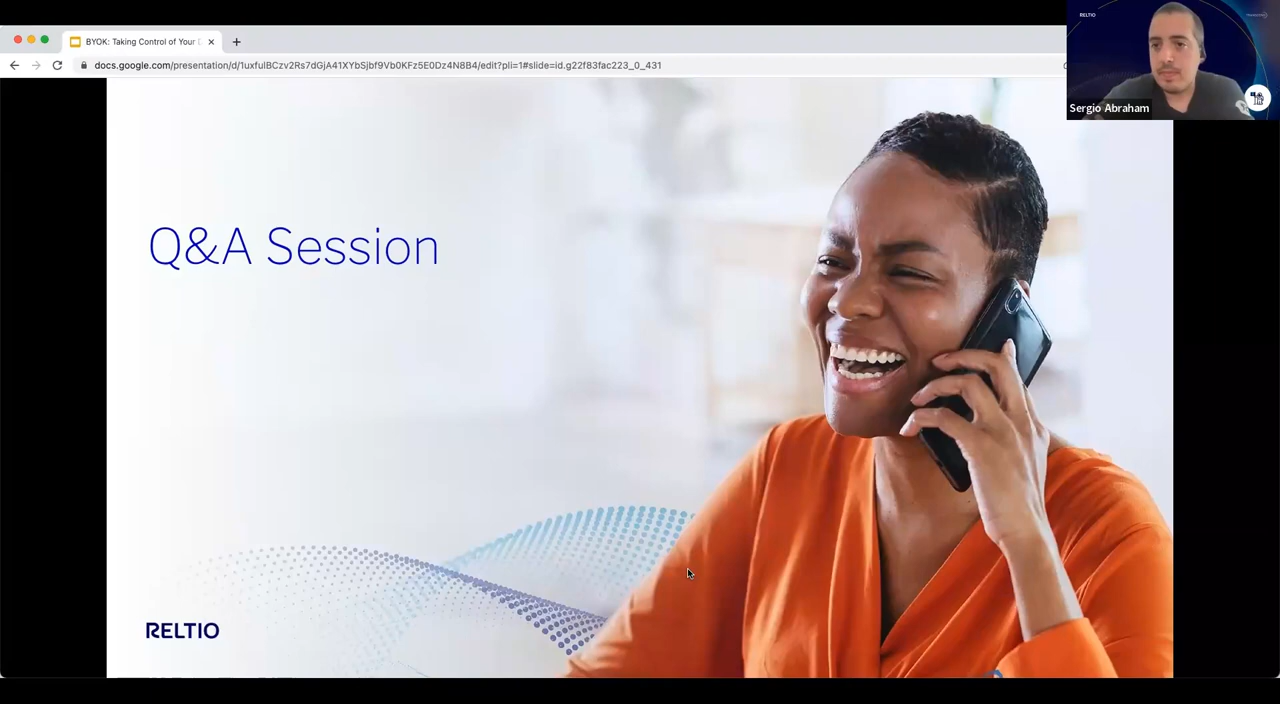 BYOK: Taking Control of Your
docs.google.com/presentation/d/1uxfulBCzv2Rs7dGjA41XYbSjbf9Vb0KFz5E0Dz4N8B4/edit?pli=1#slide=id.g22f83fac223_0_431
RELTIO
Sergio Abraham
Q&A Session
RELTIO